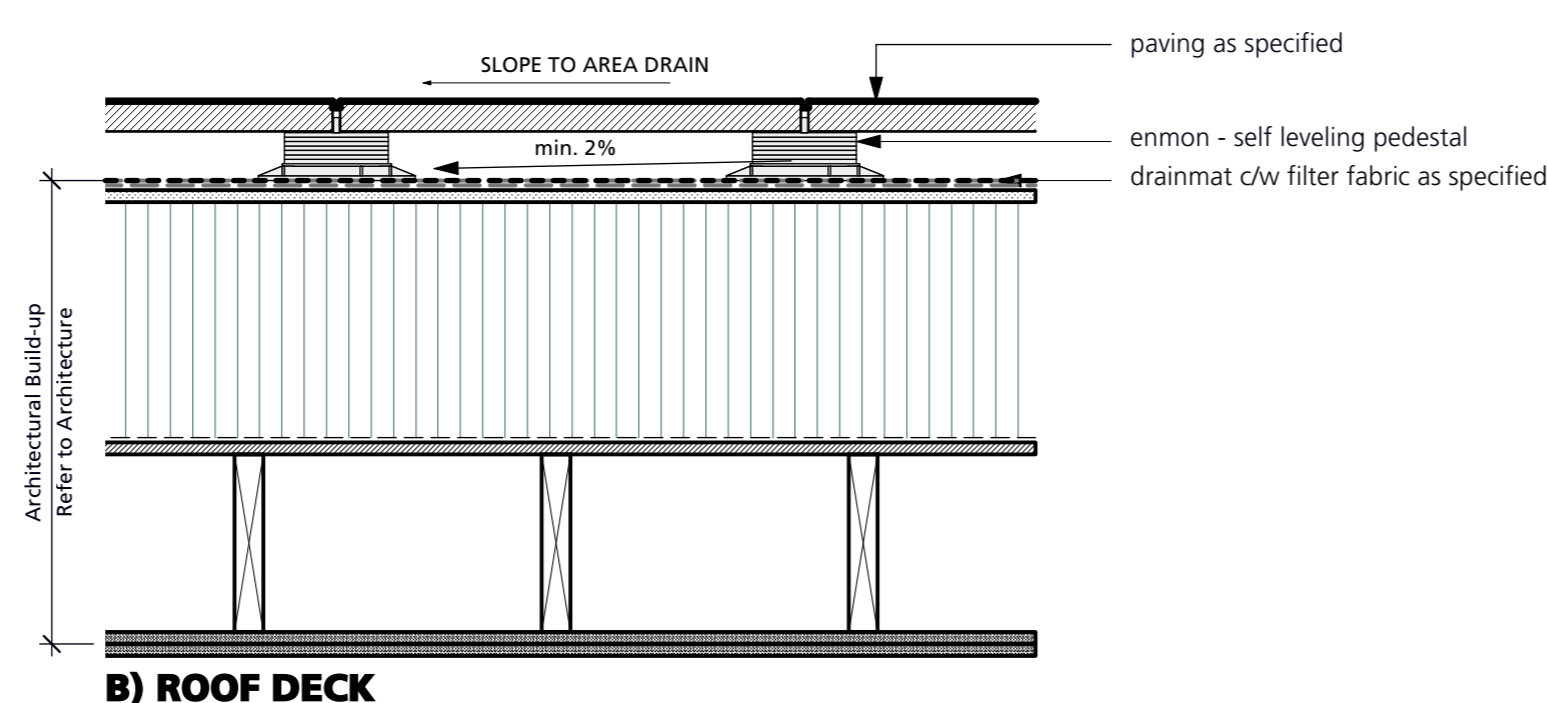 paving as specified
SLOPE TO AREA DRAIN
enmon - self leveling pedestal
min. 2%
drainmat c/w filter fabric as specified
Architectural Build-up
Refer to Architecture
B) ROOF DECK